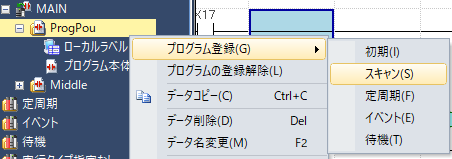 MAIN
X17
ProgPou
ローカルラベル
プログラム本体
Middle
定周期
イベント
待機
プログラム登録(G)
プログラムの登録解除(L)
データコピー(C) Ctrl+C
データ削除(D) Del
データ名変更(M) F2
初期(I)
スキャン(S)
定周期(F)
イベント(E)
待機(T)